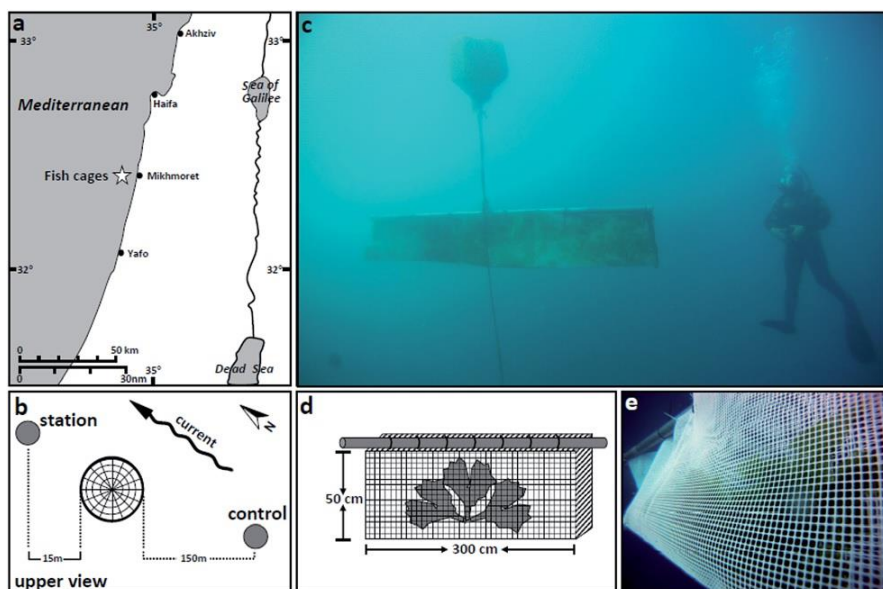 a
35°
33°
Akhziv
33°
Mediterranean
Sea of
Galilee
Haifa
Fish cages
Mikhmoret
Yafo
32°
32°
0
50 km
0
30nm
35°
Dead Sea
b
station
current
N
control
15m
150m
upper view
c
d
50 cm
300 cm
e